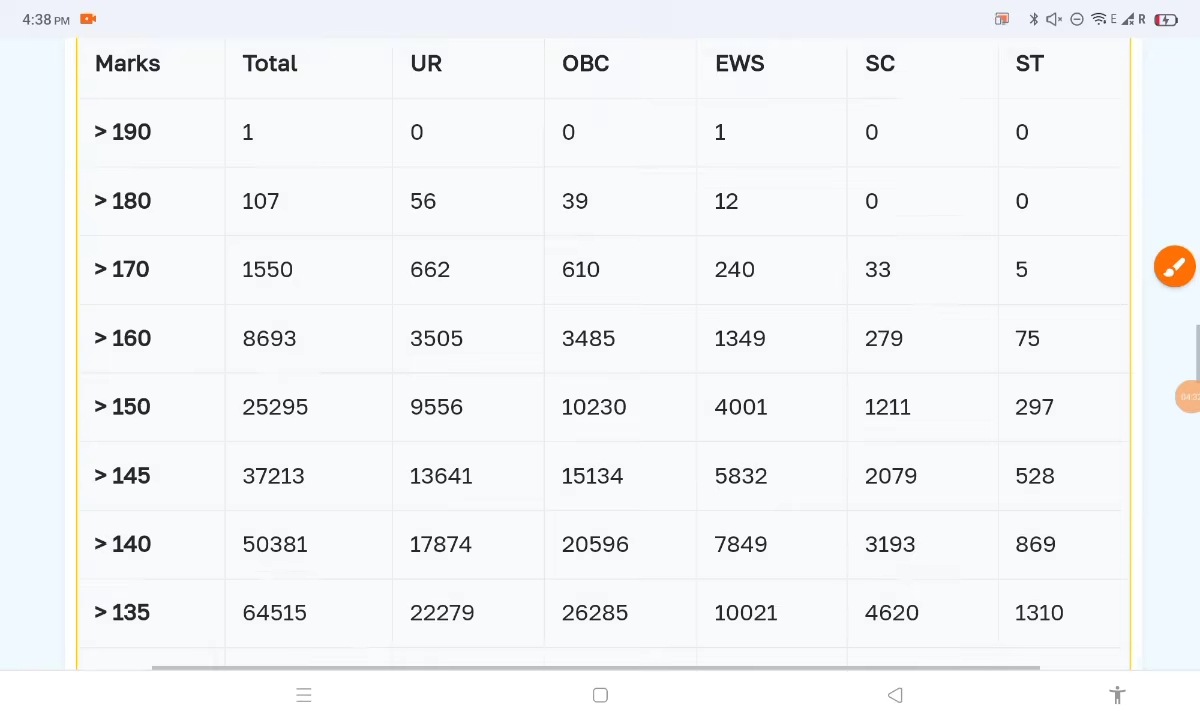 4:38 PM E R
Marks Total UR OBC EWS SC ST
> 190 1 0 0 1 0 0
> 180 107 56 39 12 0 0
> 170 1550 662 610 240 33 5
> 160 8693 3505 3485 1349 279 75
> 150 25295 9556 10230 4001 1211 297
> 145 37213 13641 15134 5832 2079 528
> 140 50381 17874 20596 7849 3193 869
> 135 64515 22279 26285 10021 4620 1310